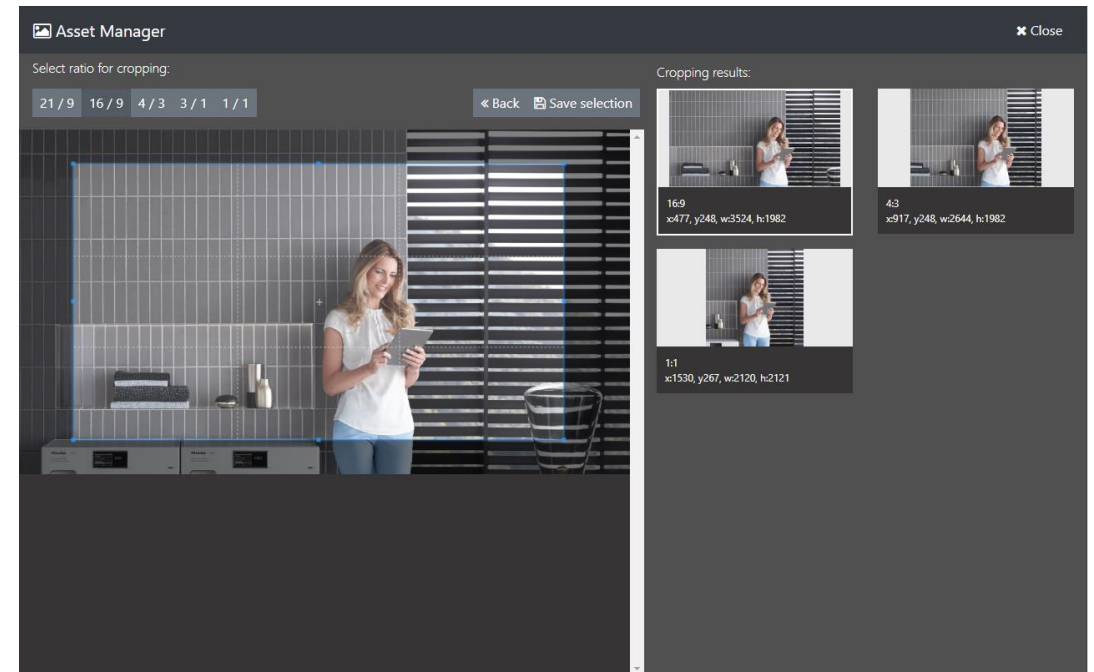 Asset Manager
Close
Select ratio for cropping:
21 / 9 16 / 9 4 / 3 3 / 1 1 / 1
Back Save selection
Cropping results:
16:9
x:477, y248, w:3524, h:1982
4:3
x:917, y248, w:2644, h:1982
1:1
x:1530, y267, w:2120, h:2121
Miele
Miele